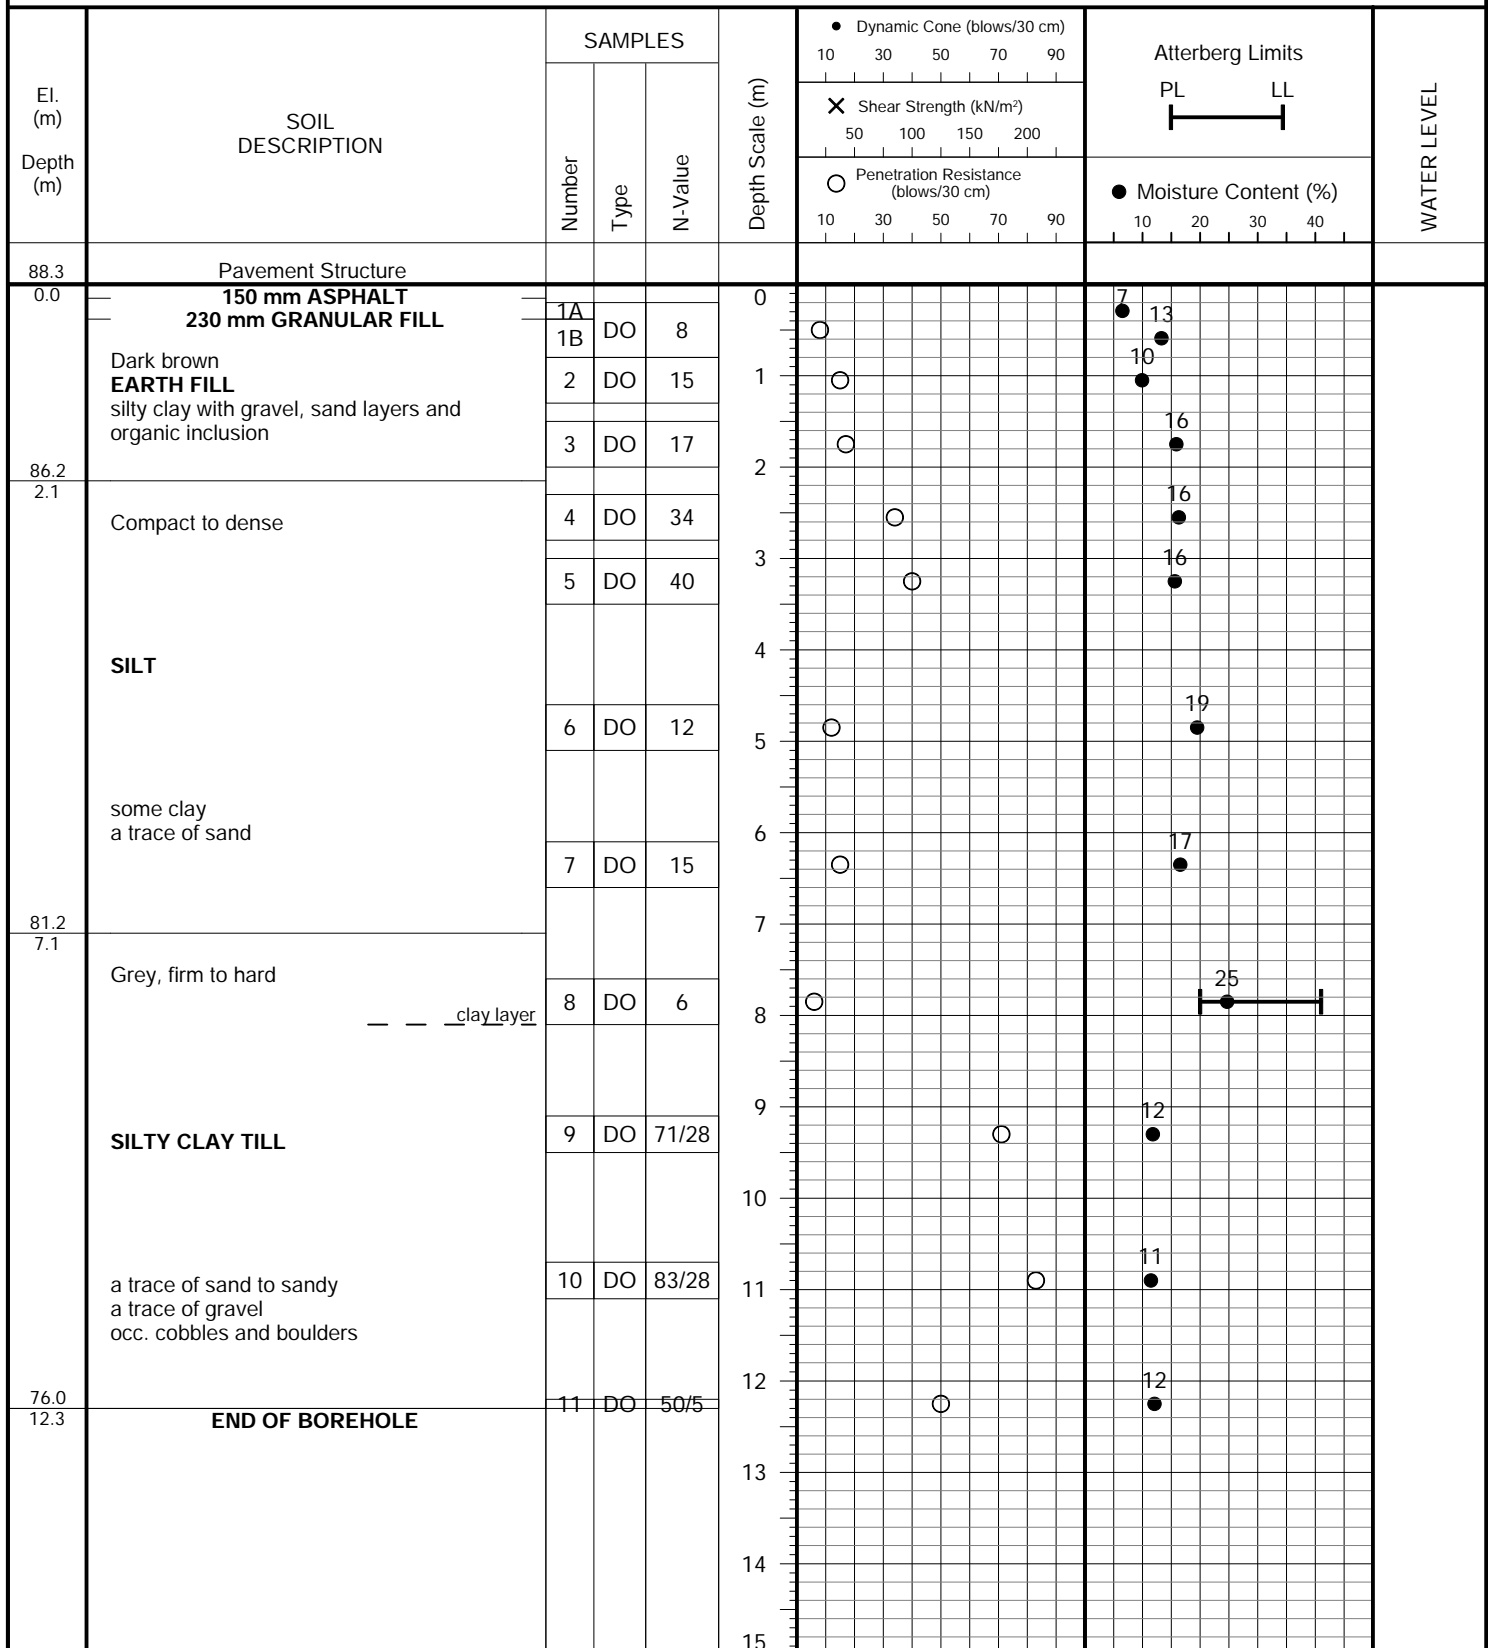 El.
(m)
Depth
(m)
SOIL
DESCRIPTION
SAMPLES
Number
Type
N-Value
Depth Scale (m)
Dynamic Cone (blows/30 cm)
10 30 50 70 90
Shear Strength (kN/m²)
50 100 150 200
Penetration Resistance
(blows/30 cm)
10 30 50 70 90
Atterberg Limits
PL LL
Moisture Content (%)
10 20 30 40
WATER LEVEL
88.3 Pavement Structure
0.0 150 mm ASPHALT 0 7
1A
230 mm GRANULAR FILL 13
1B DO 8
Dark brown 10
EARTH FILL 2 DO 15 1
silty clay with gravel, sand layers and
organic inclusion 16
3 DO 17
86.2 2
2.1 16
Compact to dense 4 DO 34
3 16
5 DO 40
4
SILT
19
6 DO 12
5
some clay
a trace of sand 6 17
7 DO 15
81.2 7
7.1
Grey, firm to hard 25
8 DO 6
clay layer 8
9 12
SILTY CLAY TILL 9 DO 71/28
10
11
a trace of sand to sandy 10 DO 83/28 11
a trace of gravel
occ. cobbles and boulders
12 12
76.0 11 DO 50/5
12.3 END OF BOREHOLE
13
14
15